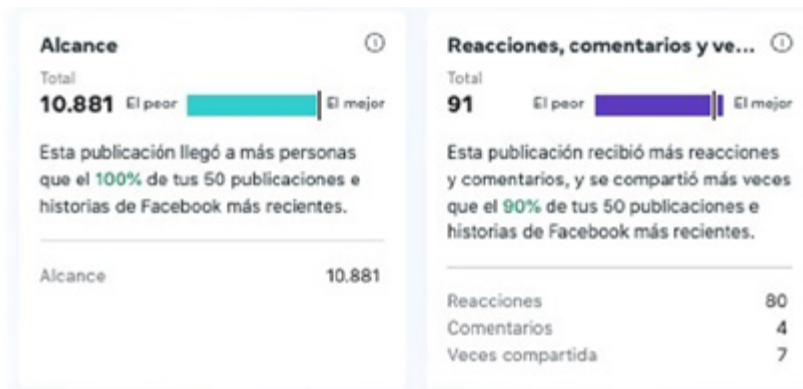 Alcance
Total
10.881 El peor El mejor
Esta publicación llegó a más personas
que el 100% de tus 50 publicaciones e
historias de Facebook más recientes.
Alcance 10.881
Reacciones, comentarios y ve...
Total
91 El peor El mejor
Esta publicación recibió más reacciones
y comentarios, y se compartió más veces
que el 90% de tus 50 publicaciones e
historias de Facebook más recientes.
Reacciones 80
Comentarios 4
Veces compartida 7